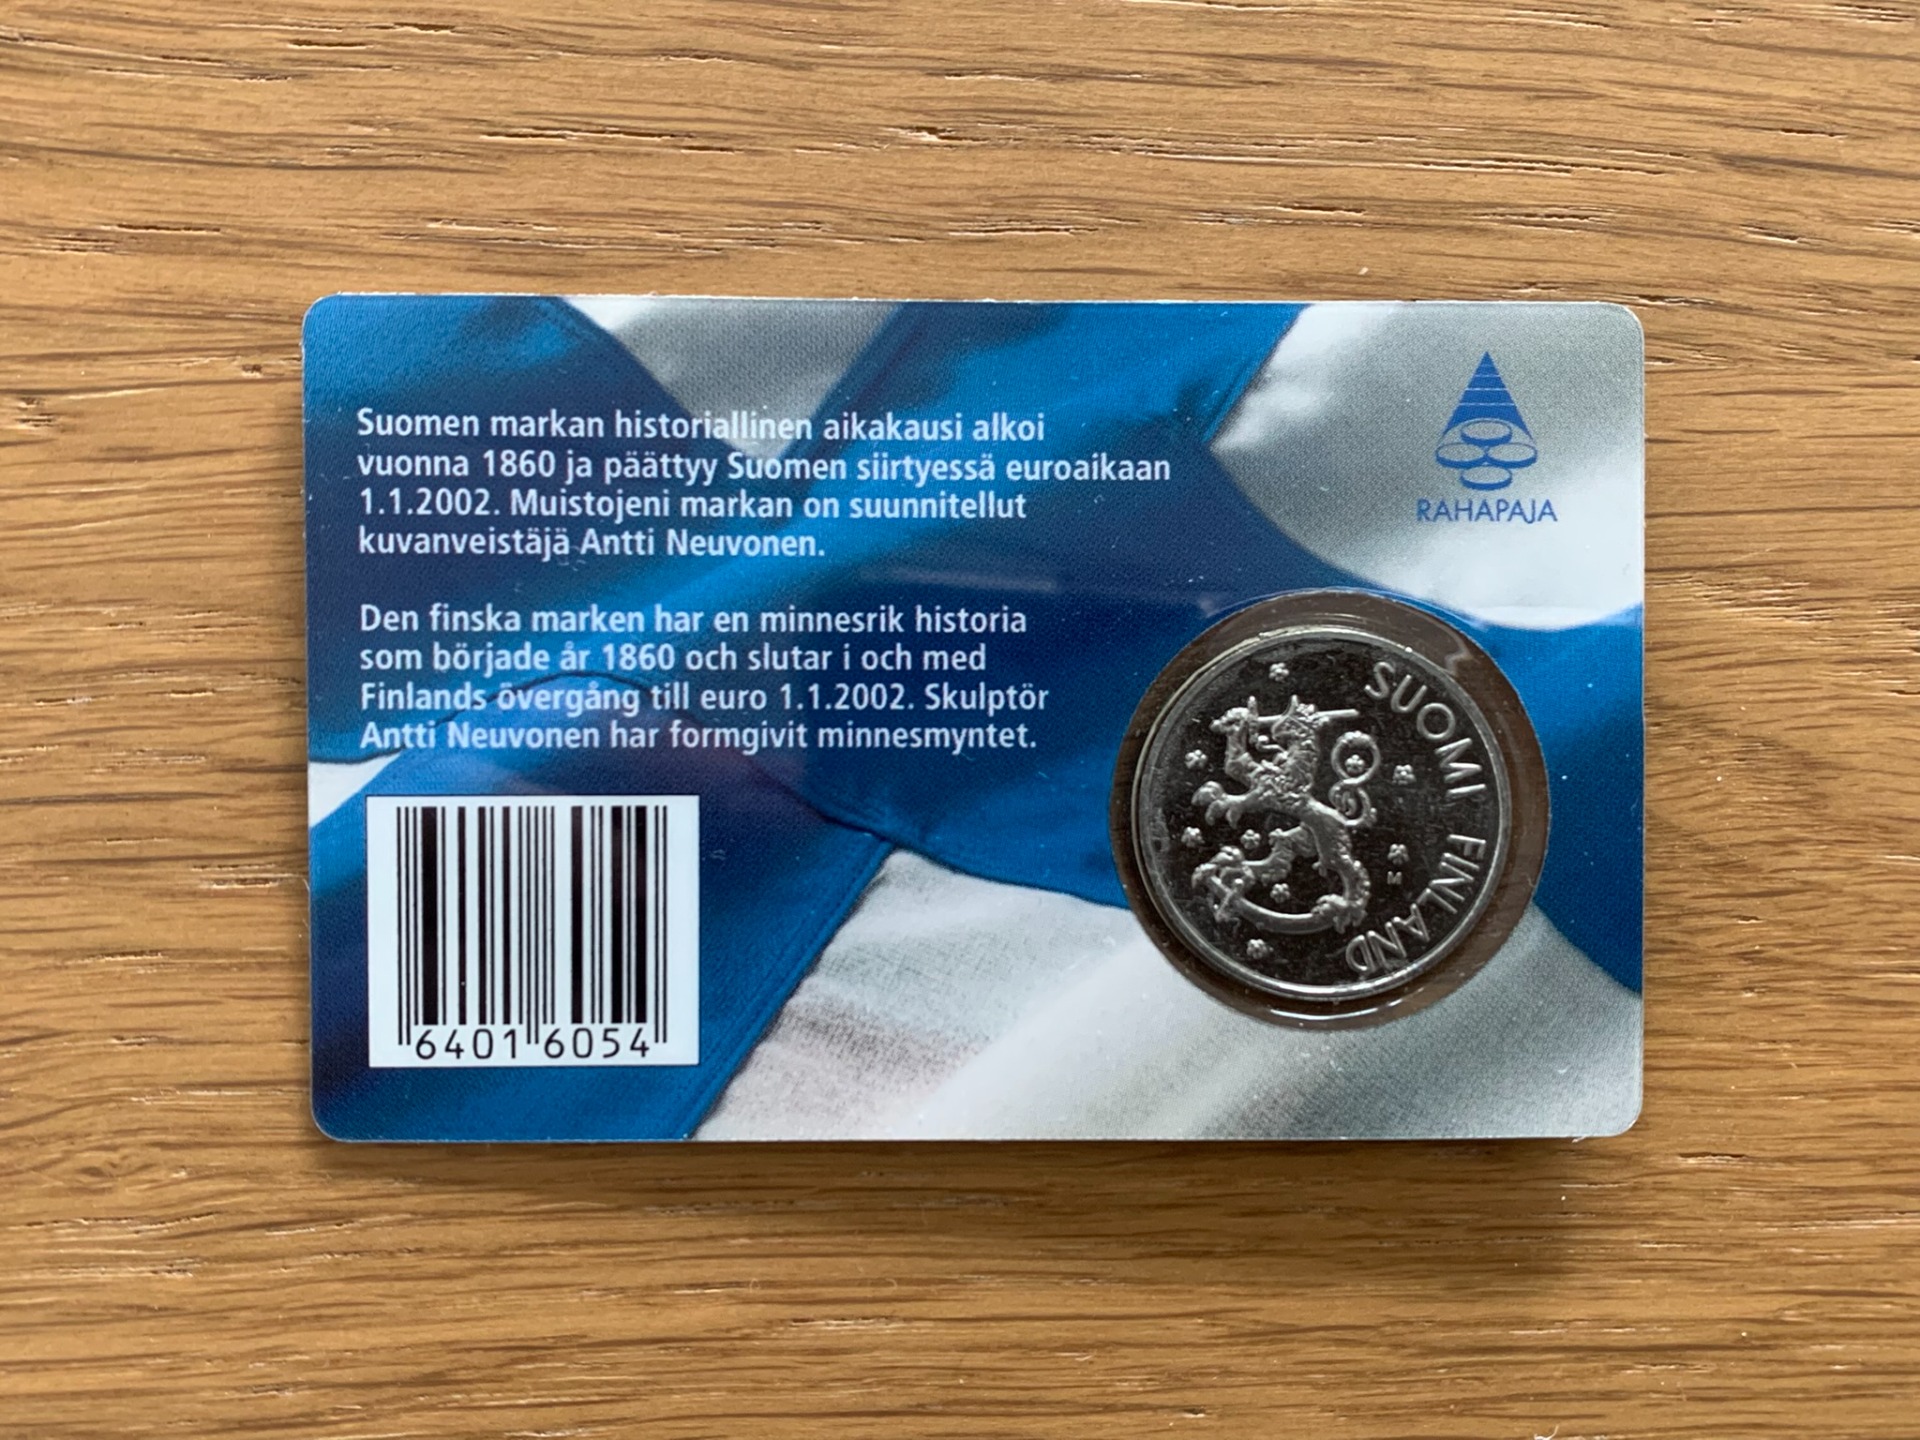 Suomen markan historiallinen aikakausi alkoi
vuonna 1860 ja päättyy Suomen siirtyessä euroaikaan
1.1.2002. Muistojeni markan on suunnitellut
kuvanveistäjä Antti Neuvonen.
Den finska marken har en minnesrik historia
som började år 1860 och slutar i och med
Finlands övergång till euro 1.1.2002. Skulptör
Antti Neuvonen har formgivit minnesmyntet.
RAHAPAJA
SUOMI FINLAND
M
6401 6054